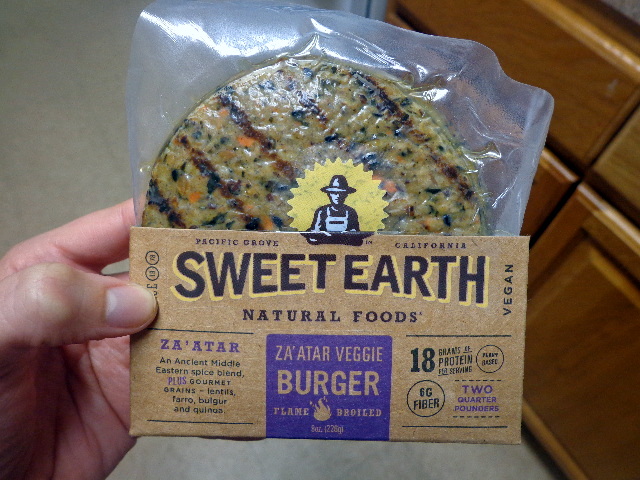 PACIFIC GROVE CALIFORNIA
SWEET EARTH
NATURAL FOODS
VEGAN
ZA'ATAR
An Ancient Middle
Eastern spice blend,
PLUS GOURMET
GRAINS – lentils,
farro, bulgur
and quinoa.
ZA'ATAR VEGGIE
BURGER
FLAME BROILED
8oz. (226g)
18 GRAMS OF
PROTEIN
PER SERVING
PLANT
BASED
6G
FIBER
TWO
QUARTER
POUNDERS